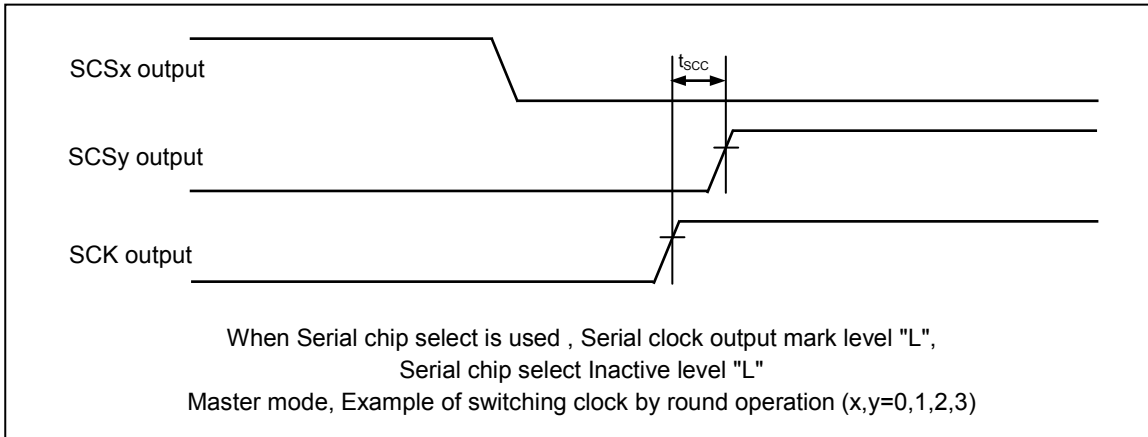 SCSx output
tSCC
SCSy output
SCK output
When Serial chip select is used , Serial clock output mark level "L",
Serial chip select Inactive level "L"
Master mode, Example of switching clock by round operation (x,y=0,1,2,3)